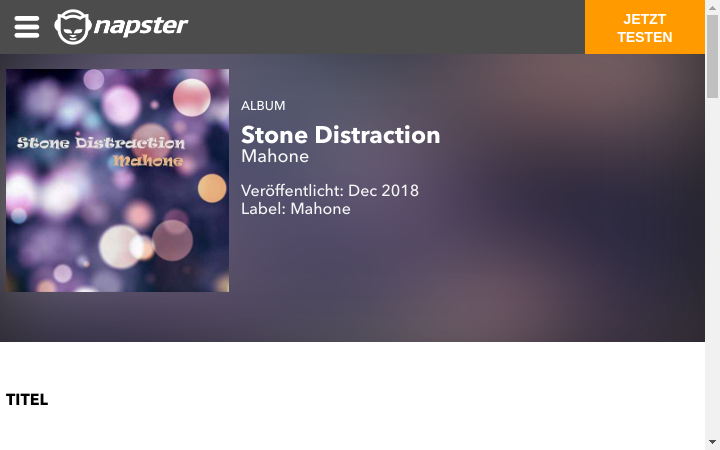 napster
JETZT
TESTEN
Stone Distraction
Mahone
ALBUM
Stone Distraction
Mahone
Veröffentlicht: Dec 2018
Label: Mahone
TITEL